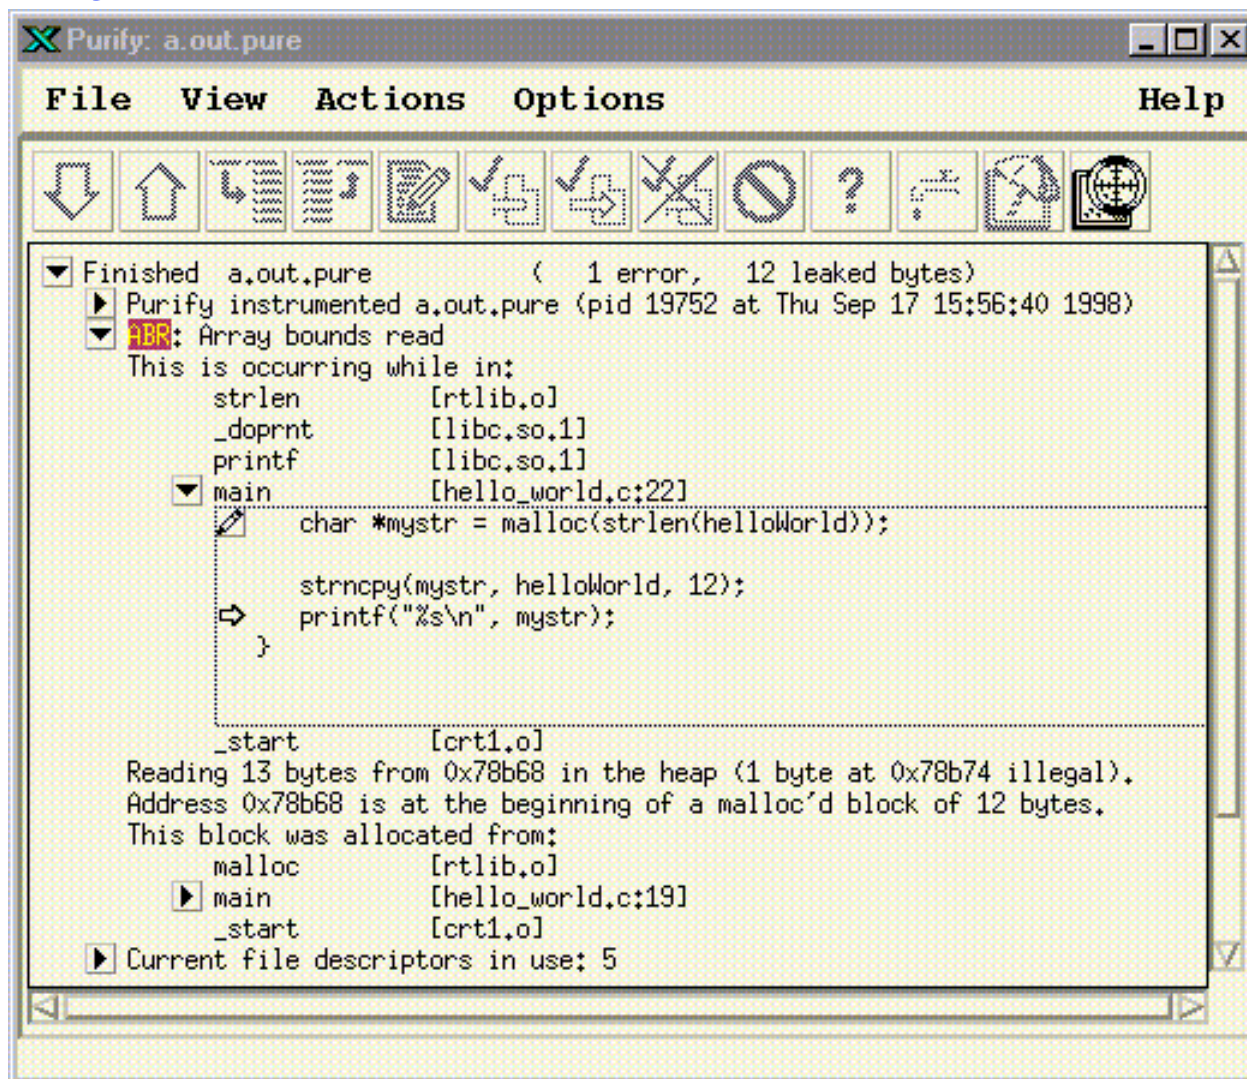 Purify: a.out.pure
File View Actions Options Help
?
Finished a.out.pure ( 1 error, 12 leaked bytes)
Purify instrumented a.out.pure (pid 19752 at Thu Sep 17 15:56:40 1998)
ABR: Array bounds read
This is occurring while in:
strlen [rtlib.o]
_doprnt [libc.so.1]
printf [libc.so.1]
main [hello_world.c:22]
char *mystr = malloc(strlen(helloWorld));
strncpy(mystr, helloWorld, 12);
printf("%s\n", mystr);
}
_start [crt1.o]
Reading 13 bytes from 0x78b68 in the heap (1 byte at 0x78b74 illegal).
Address 0x78b68 is at the beginning of a malloc'd block of 12 bytes.
This block was allocated from:
malloc [rtlib.o]
main [hello_world.c:19]
_start [crt1.o]
Current file descriptors in use: 5